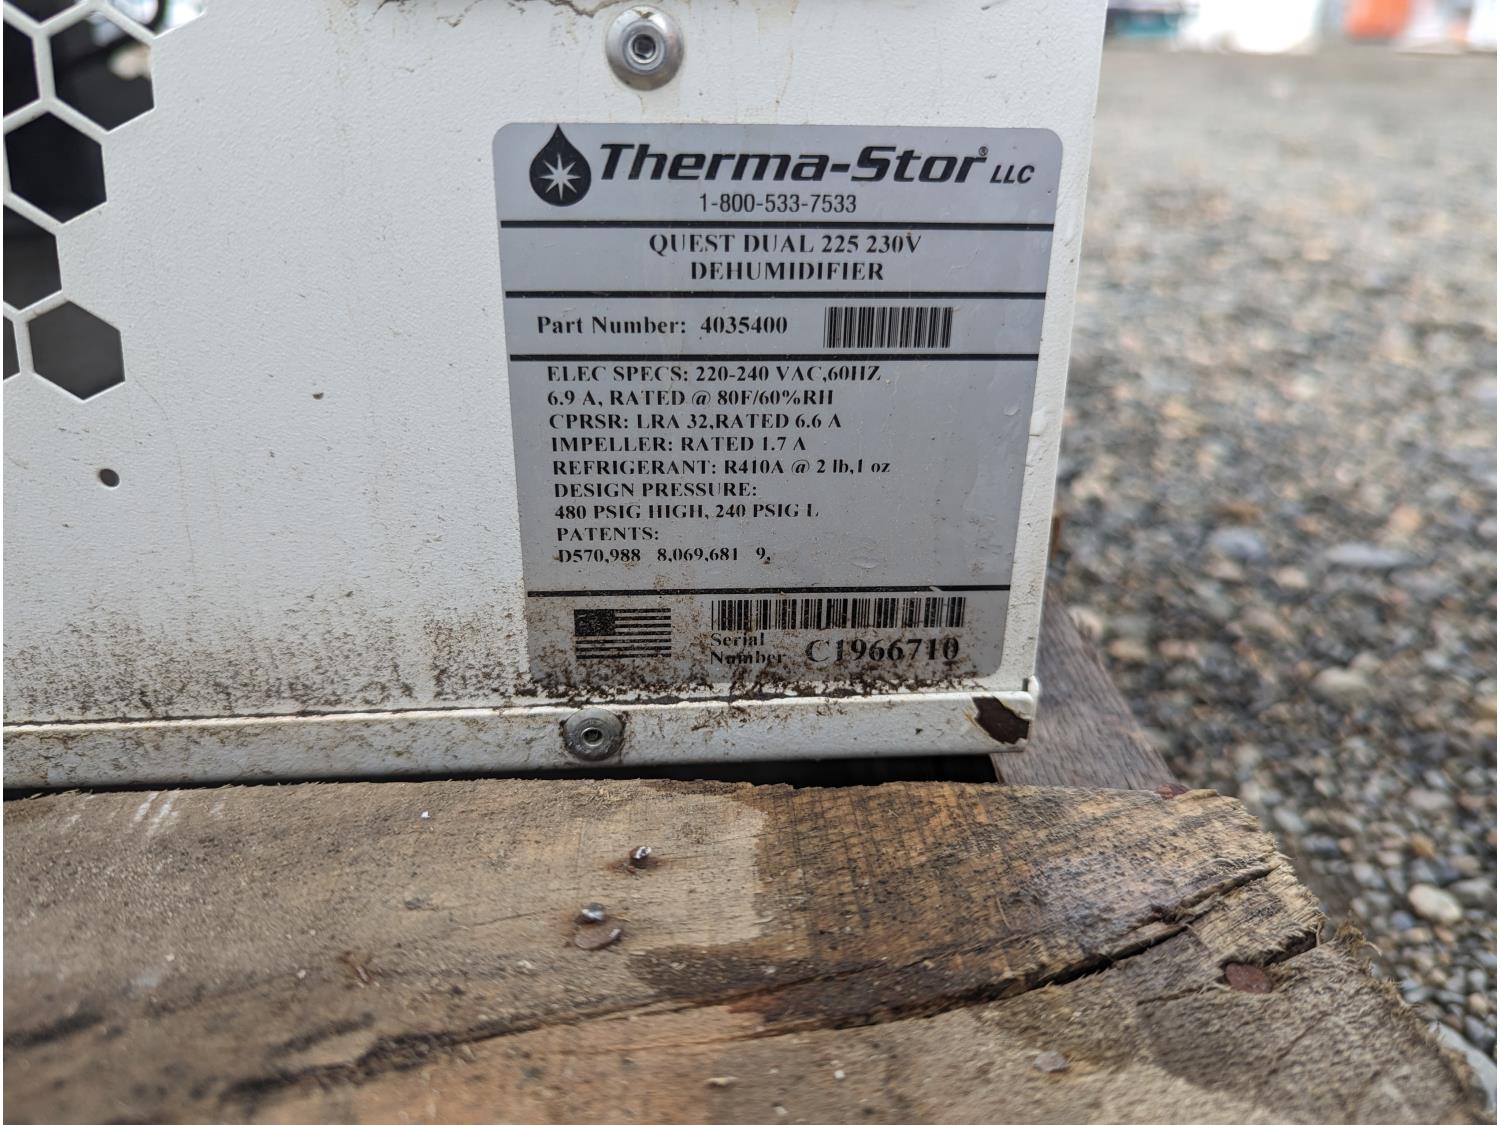 Therma-Stor® LLC
1-800-533-7533
QUEST DUAL 225 230V
DEHUMIDIFIER
Part Number: 4035400
ELEC SPECS: 220-240 VAC,60HZ
6.9 A, RATED @ 80F/60%RH
CPRSR: LRA 32,RATED 6.6 A
IMPELLER: RATED 1.7 A
REFRIGERANT: R410A @ 2 lb,1 oz
DESIGN PRESSURE:
480 PSIG HIGH, 240 PSIG L
PATENTS:
D570,988 8,069,681 9,
Serial
Number C1966710